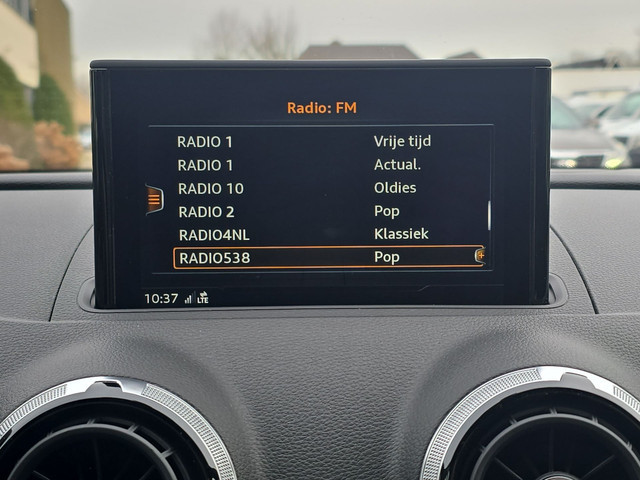 Radio: FM
RADIO 1 Vrije tijd
RADIO 1 Actual.
RADIO 10 Oldies
RADIO 2 Pop
RADIO4NL Klassiek
RADIO538 Pop
10:37 LTE